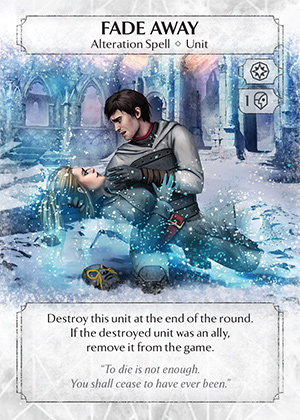 FADE AWAY
Alteration Spell ⬦ Unit
1
Destroy this unit at the end of the round.
If the destroyed unit was an ally,
remove it from the game.
"To die is not enough.
You shall cease to have ever been."